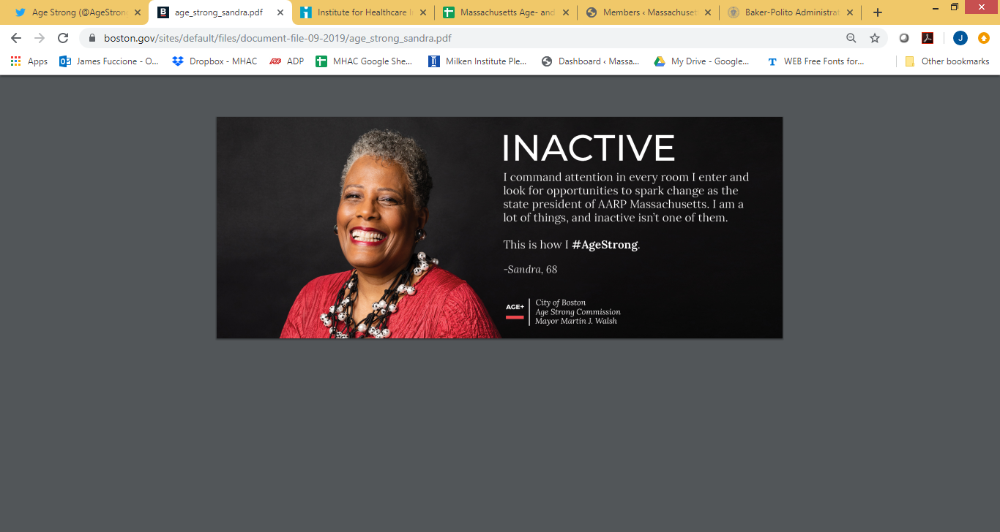 Age Strong (@AgeStron
age_strong_sandra.pdf
Institute for Healthcare I
Massachusetts Age- and
Members ‹ Massachuset
Baker-Polito Administrat
boston.gov/sites/default/files/document-file-09-2019/age_strong_sandra.pdf
J
Apps
James Fuccione - O...
Dropbox - MHAC
ADP
MHAC Google She...
Milken Institute Ple...
Dashboard ‹ Massa...
My Drive - Google...
WEB Free Fonts for...
Other bookmarks
INACTIVE
I command attention in every room I enter and
look for opportunities to spark change as the
state president of AARP Massachusetts. I am a
lot of things, and inactive isn’t one of them.
This is how I #AgeStrong.
-Sandra, 68
AGE+
City of Boston
Age Strong Commission
Mayor Martin J. Walsh